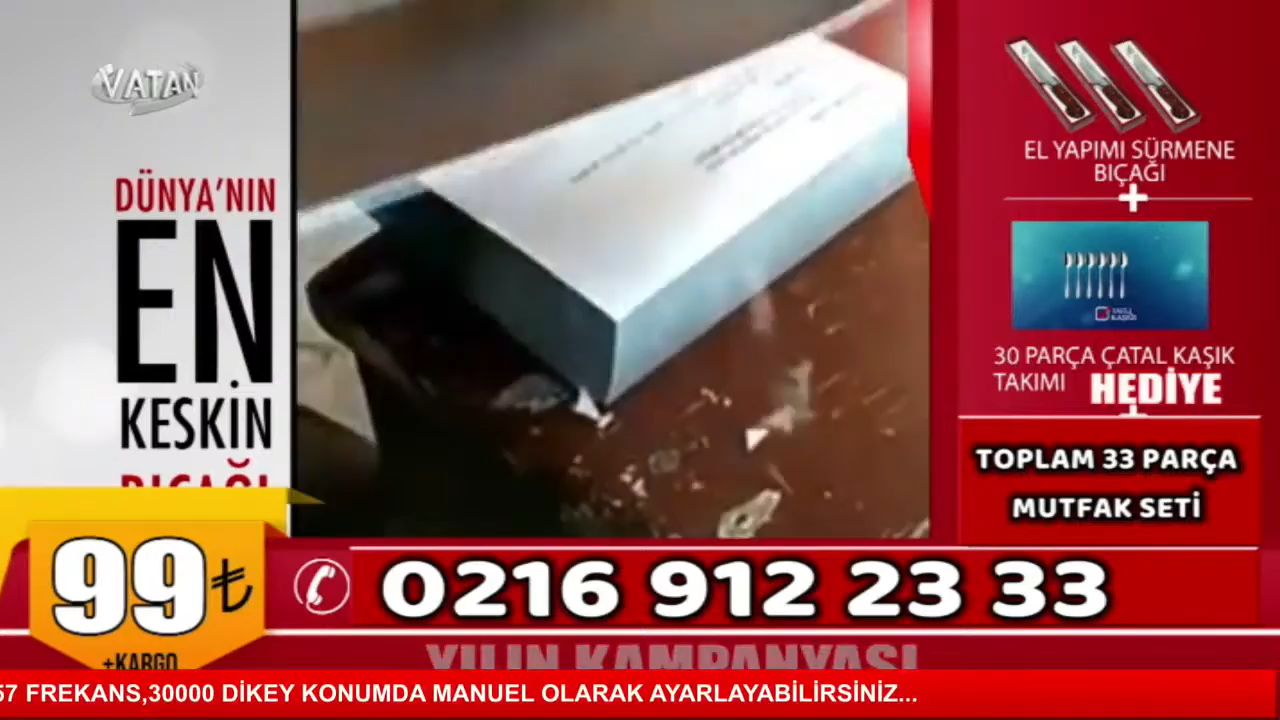 VATAN
DÜNYA'NIN
EN
KESKİN
BIÇAĞI
99₺
+KARGO
EL YAPIMI SÜRMENE
BIÇAĞI
+
30 PARÇA ÇATAL KAŞIK
TAKIMI HEDİYE
+
TOPLAM 33 PARÇA
MUTFAK SETİ
0216 912 23 33
YILIN KAMPANYASI
57 FREKANS,30000 DİKEY KONUMDA MANUEL OLARAK AYARLAYABİLİRSİNİZ...